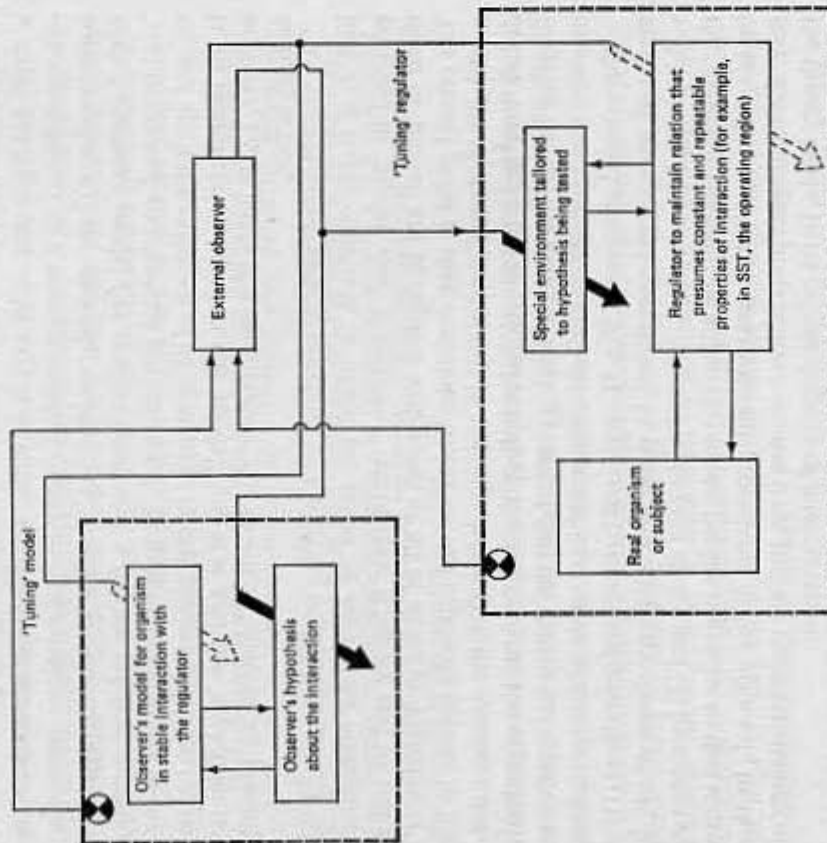 'Tuning' model
Observer's model for organism
in stable interaction with
the regulator
Observer's hypothesis
about the interaction
External observer
'Tuning' regulator
Special environment tailored
to hypothesis being tested
Regulator to maintain relation that
presumes constant and repeatable
properties of interaction (for example,
in SST, the operating region)
Real organism
or subject